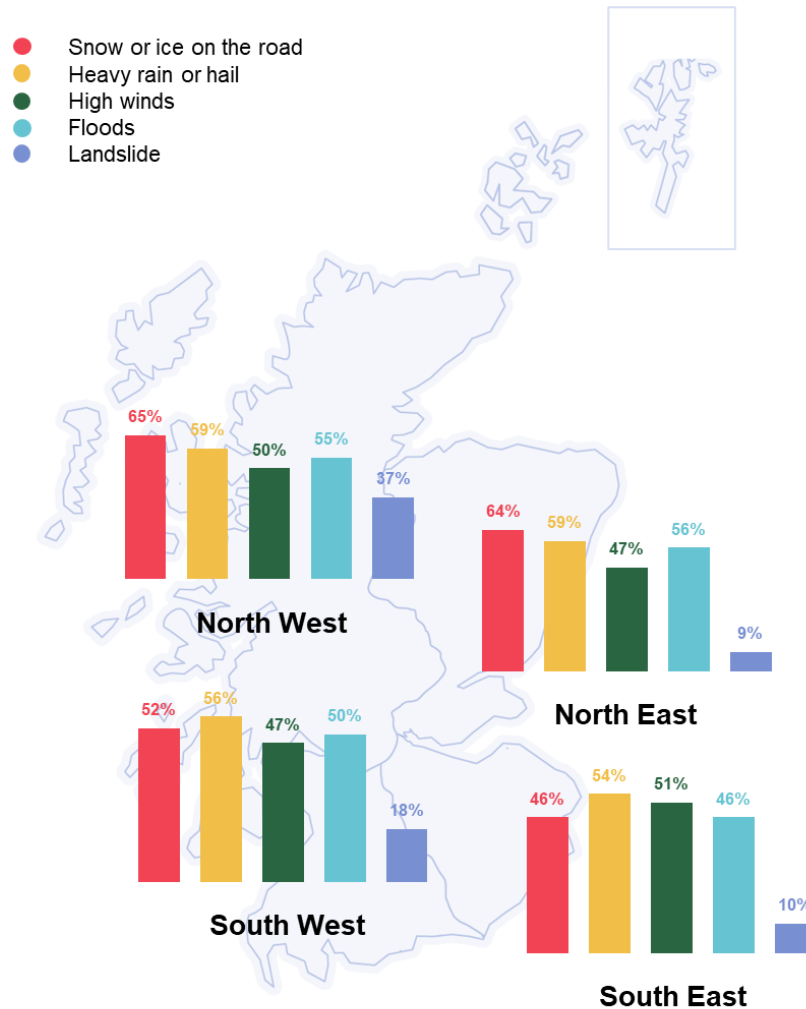 Snow or ice on the road
Heavy rain or hail
High winds
Floods
Landslide
65%
59%
50%
55%
37%
North West
64%
59%
47%
56%
9%
North East
52%
56%
47%
50%
18%
South West
46%
54%
51%
46%
10%
South East